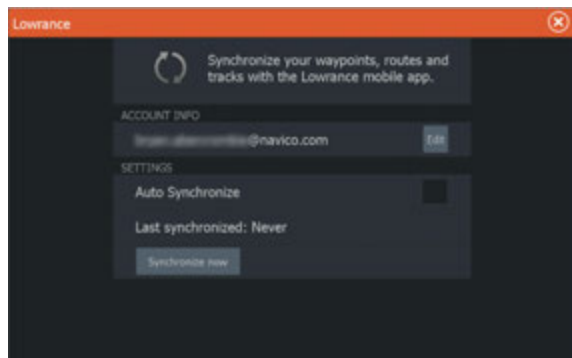 Lowrance
Synchronize your waypoints, routes and
tracks with the Lowrance mobile app.
ACCOUNT INFO
@navico.com
Edit
SETTINGS
Auto Synchronize
Last synchronized: Never
Synchronize now